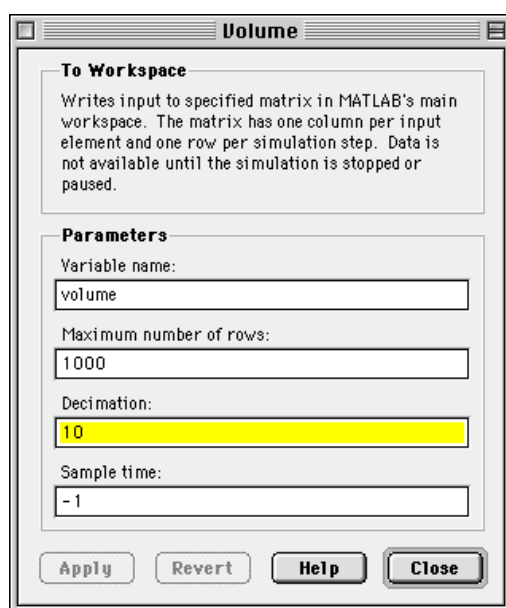 Volume
To Workspace
Writes input to specified matrix in MATLAB's main
workspace. The matrix has one column per input
element and one row per simulation step. Data is
not available until the simulation is stopped or
paused.
Parameters
Variable name:
volume
Maximum number of rows:
1000
Decimation:
10
Sample time:
-1
Apply Revert Help Close